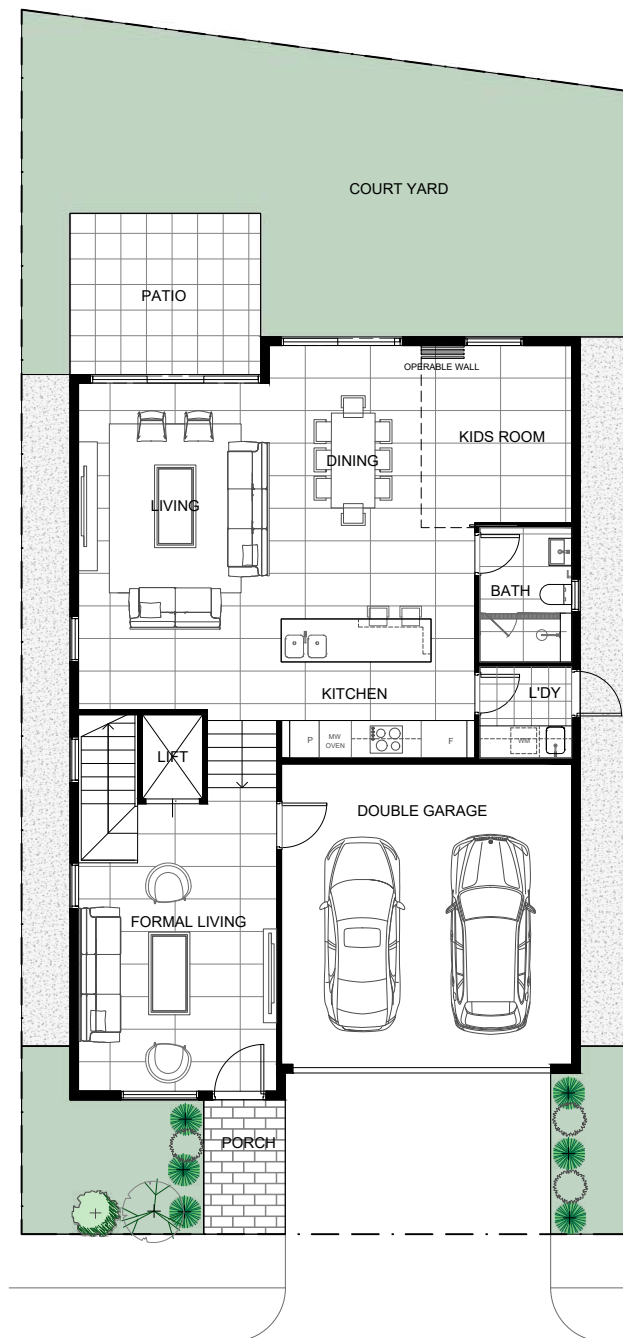 COURT YARD
PATIO
OPERABLE WALL
KIDS ROOM
DINING
LIVING
BATH
KITCHEN
L'DY
P
MW
OVEN
F
WM
LIFT
DOUBLE GARAGE
FORMAL LIVING
PORCH